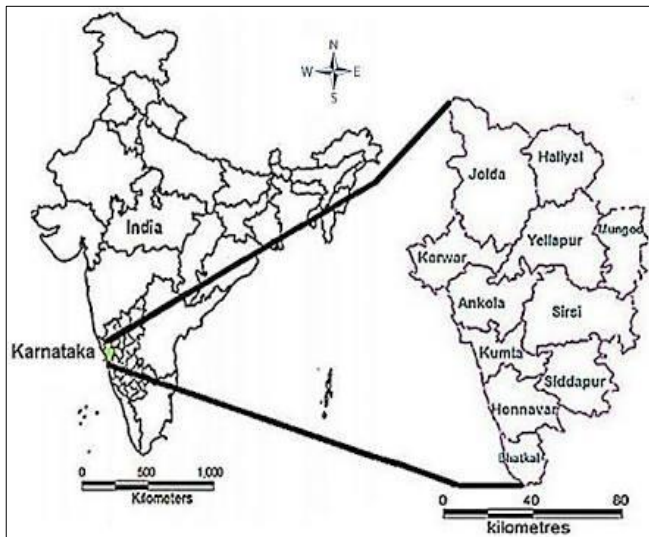 N
W E
S
India
Karnataka
0 500 1,000
Kilometers
Joida
Haliyal
Mungod
Yellapur
Karwar
Ankola
Sirsi
Kumta
Siddapur
Honnavar
Bhatkal
0 40 80
kilometres